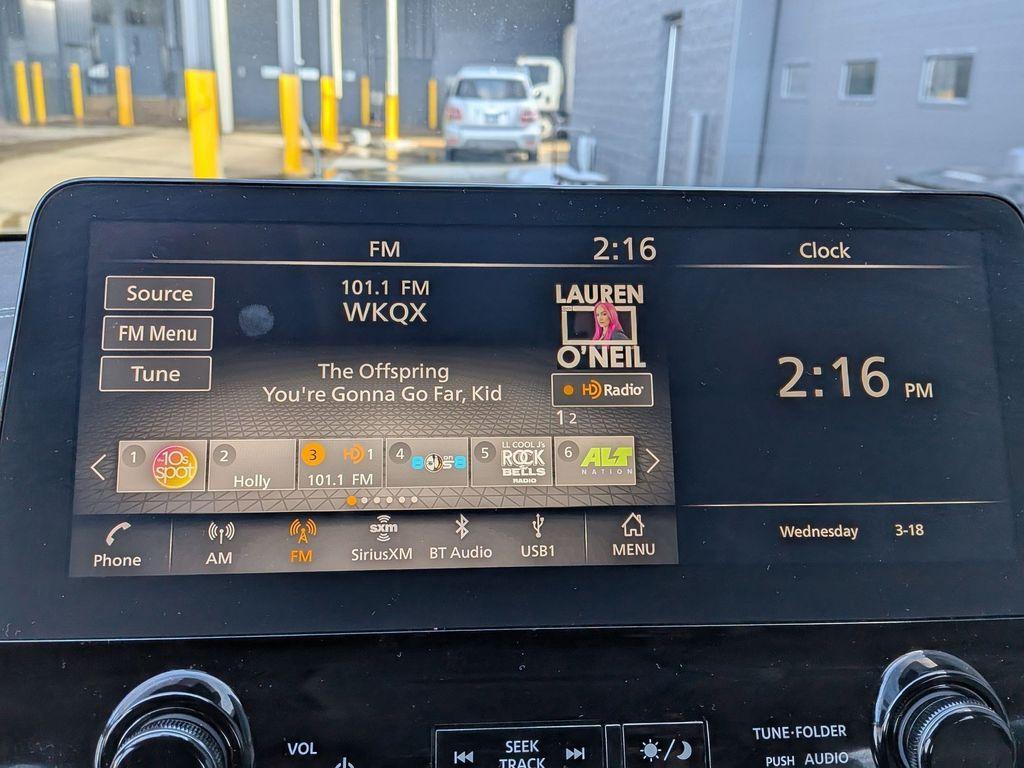 FM
2:16
Clock
Source
FM Menu
Tune
101.1 FM
WKQX
LAUREN
O'NEIL
The Offspring
You're Gonna Go Far, Kid
HD Radio
1 2
2:16 PM
1 The 10s spot
2 Holly
3 HD 1
101.1 FM
4
5 LL COOL J's
ROCK
THE
BELLS
RADIO
6 ALT
NATION
Wednesday 3-18
Phone
AM
FM
sxm
SiriusXM
BT Audio
USB1
MENU
VOL
SEEK
TRACK
TUNE·FOLDER
PUSH AUDIO